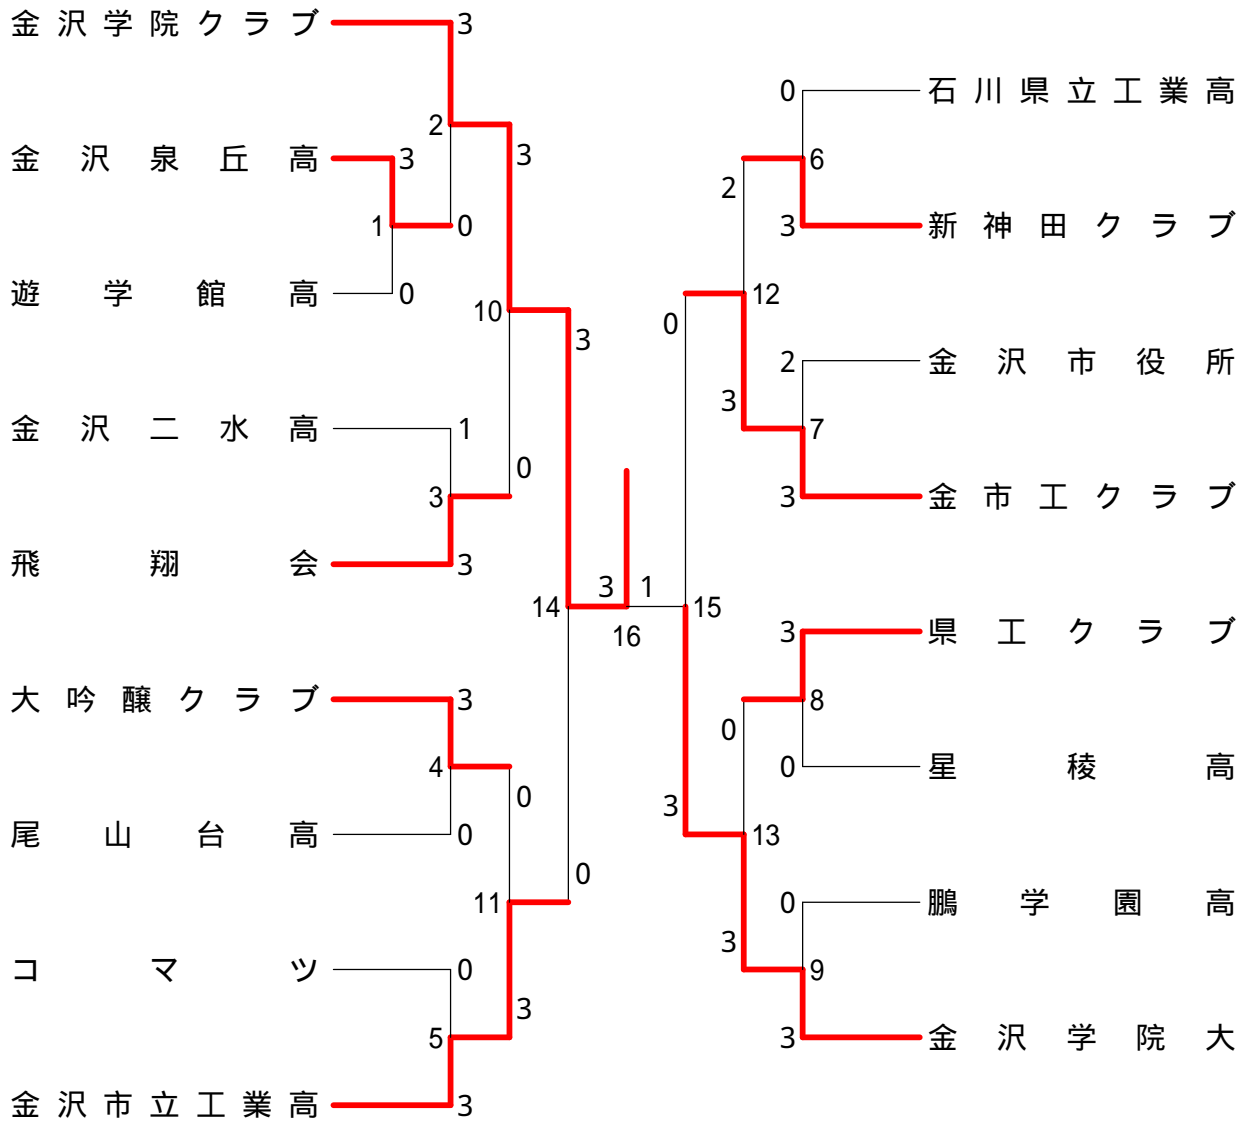 金沢学院クラブ
3
石川県立工業高
0
2
金沢泉丘高
3
3
6
2
1
0
新神田クラブ
3
遊学館高
0
10
12
3
0
金沢市役所
2
3
金沢二水高
1
7
0
3
金市工クラブ
3
飛翔会
3
3
1
14
15
16
県工クラブ
3
大吟醸クラブ
3
8
0
4
0
星稜高
0
3
尾山台高
0
13
0
11
鵬学園高
0
3
コマツ
0
9
3
5
金沢学院大
3
金沢市立工業高
3